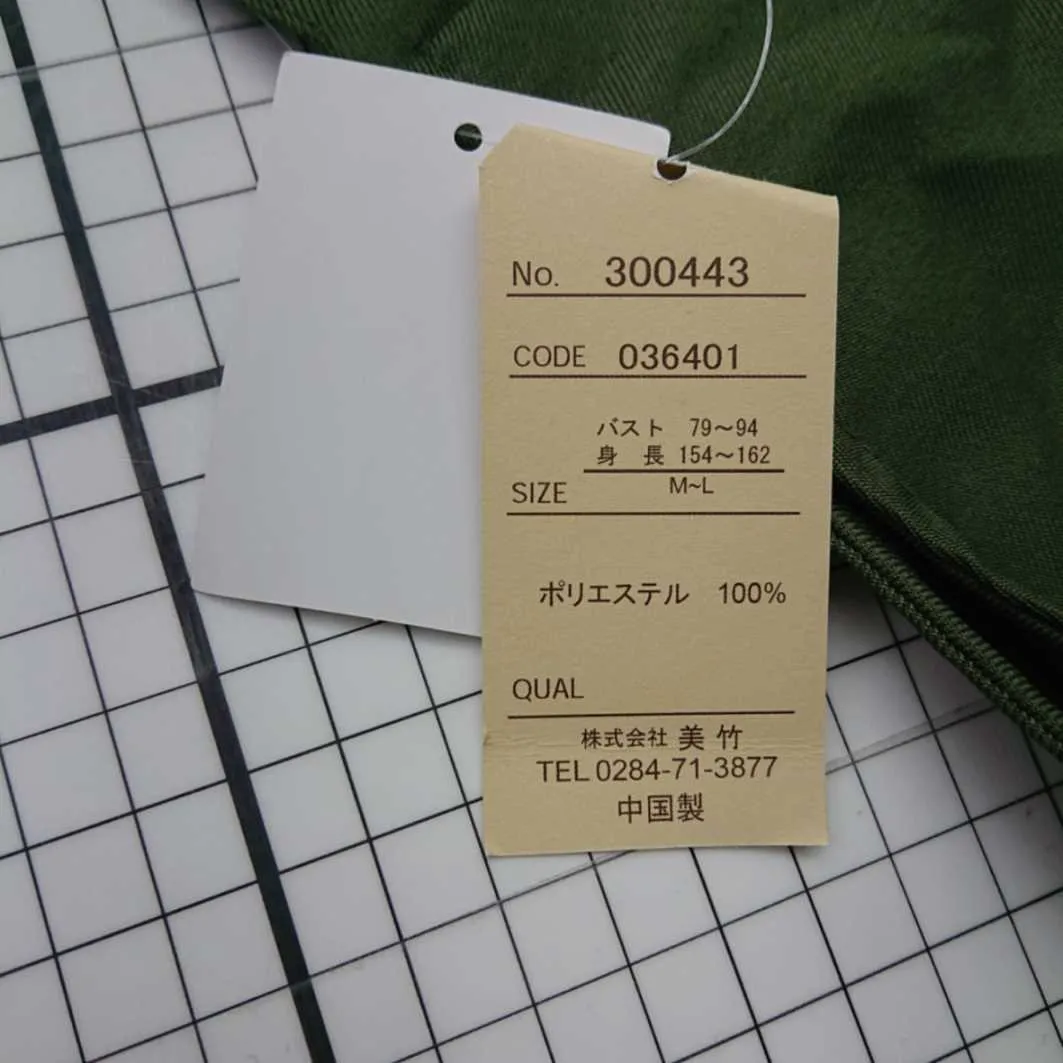 No. 300443
CODE 036401
バスト 79～94
身 長 154～162
SIZE M~L
ポリエステル 100%
QUAL
株式会社 美竹
TEL 0284-71-3877
中国製